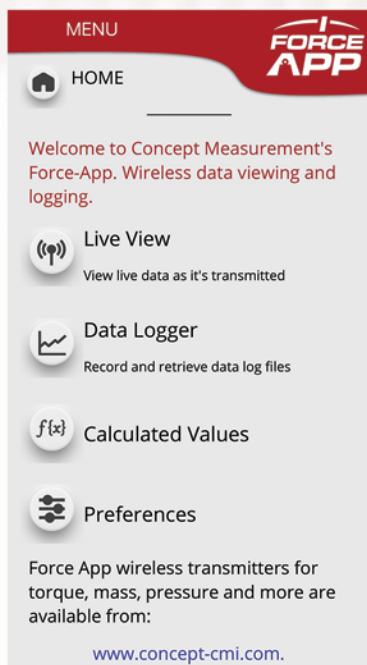 MENU
FORCE
APP
HOME
Welcome to Concept Measurement's
Force-App. Wireless data viewing and
logging.
Live View
View live data as it's transmitted
Data Logger
Record and retrieve data log files
f{x}
Calculated Values
Preferences
Force App wireless transmitters for
torque, mass, pressure and more are
available from:
www.concept-cmi.com.